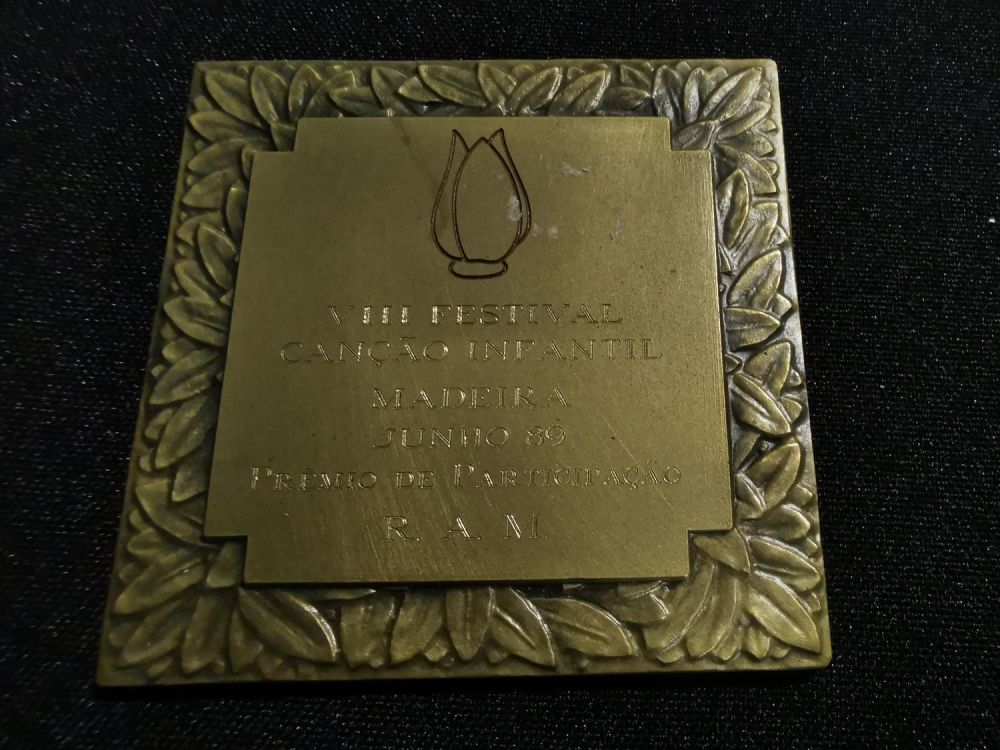 VIII FESTIVAL
CANÇÃO INFANTIL
MADEIRA
JUNHO 89
PRÉMIO DE PARTICIPAÇÃO
R. A. M.